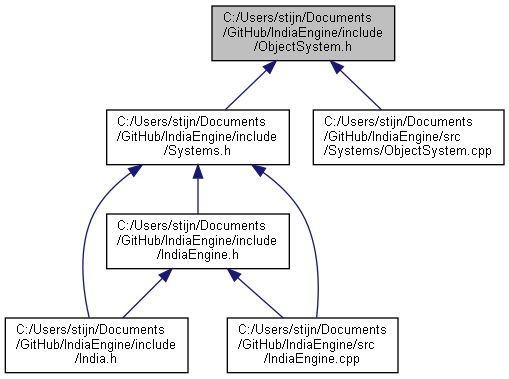 C:/Users/stijn/Documents
/GitHub/IndiaEngine/include
/ObjectSystem.h
C:/Users/stijn/Documents
/GitHub/IndiaEngine/include
/Systems.h
C:/Users/stijn/Documents
/GitHub/IndiaEngine/src
/Systems/ObjectSystem.cpp
C:/Users/stijn/Documents
/GitHub/IndiaEngine/include
/IndiaEngine.h
C:/Users/stijn/Documents
/GitHub/IndiaEngine/include
/India.h
C:/Users/stijn/Documents
/GitHub/IndiaEngine/src
/IndiaEngine.cpp